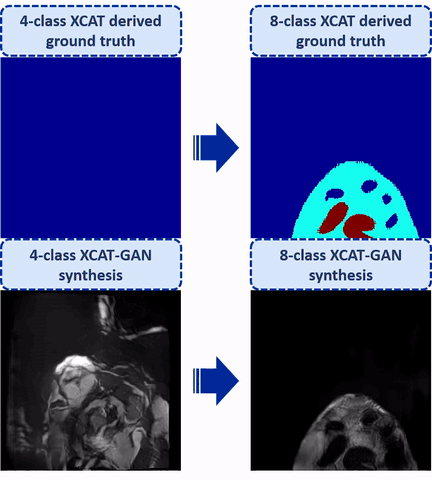 4-class XCAT derived
ground truth
8-class XCAT derived
ground truth
4-class XCAT-GAN
synthesis
8-class XCAT-GAN
synthesis